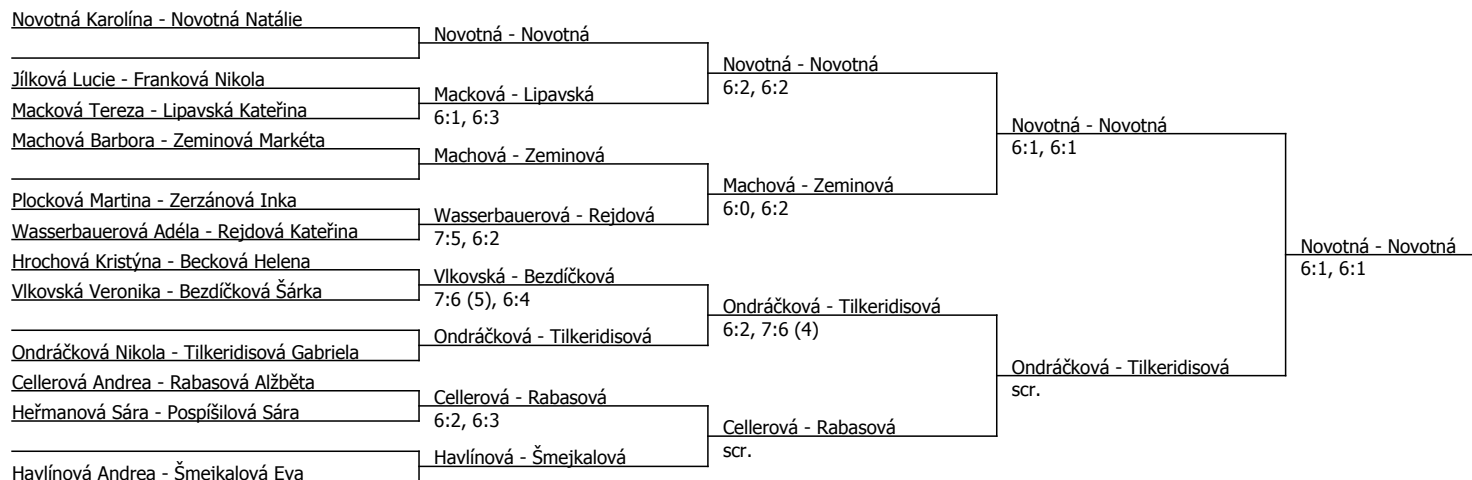 Novotná Karolína - Novotná Natálie
Novotná - Novotná
Novotná - Novotná
6:2, 6:2
Jílková Lucie - Franková Nikola
Macková - Lipavská
6:1, 6:3
Macková Tereza - Lipavská Kateřina
Novotná - Novotná
6:1, 6:1
Machová Barbora - Zeminová Markéta
Machová - Zeminová
Machová - Zeminová
6:0, 6:2
Plocková Martina - Zerzánová Inka
Wasserbauerová - Rejdová
7:5, 6:2
Wasserbauerová Adéla - Rejdová Kateřina
Novotná - Novotná
6:1, 6:1
Hrochová Kristýna - Becková Helena
Vlkovská - Bezdíčková
7:6 (5), 6:4
Vlkovská Veronika - Bezdíčková Šárka
Ondráčková - Tilkeridisová
6:2, 7:6 (4)
Ondráčková - Tilkeridisová
Ondráčková Nikola - Tilkeridisová Gabriela
Ondráčková - Tilkeridisová
scr.
Cellerová Andrea - Rabasová Alžběta
Cellerová - Rabasová
6:2, 6:3
Heřmanová Sára - Pospíšilová Sára
Cellerová - Rabasová
scr.
Havlínová - Šmejkalová
Havlínová Andrea - Šmejkalová Eva